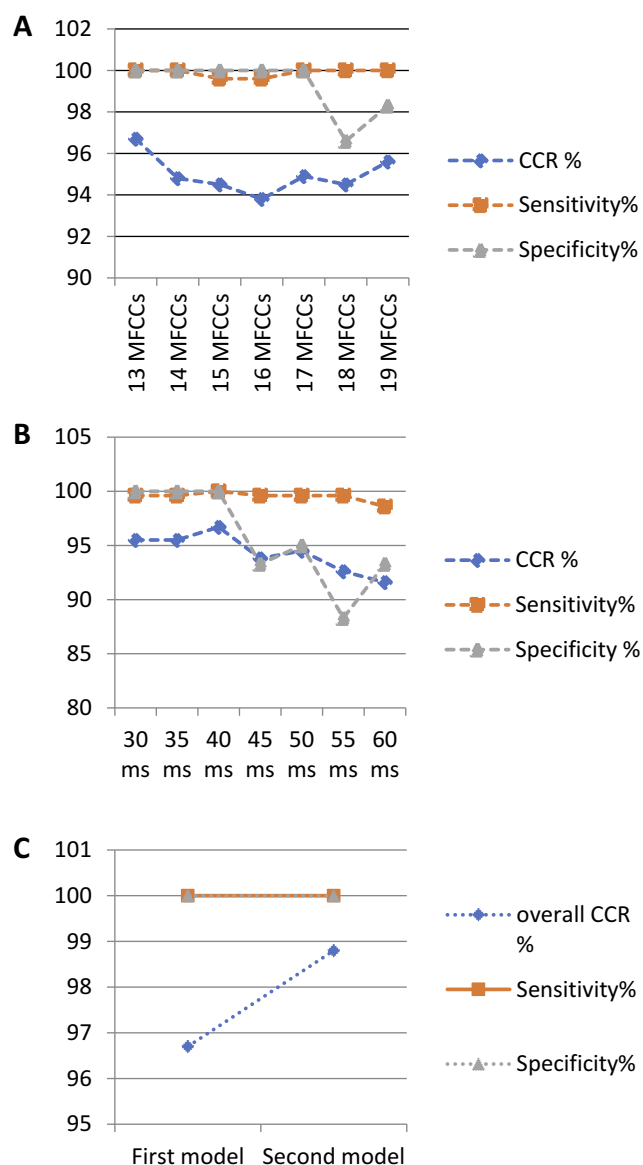 A
102
100
98
96
94
92
90
13 MFCCs
14 MFCCs
15 MFCCs
16 MFCCs
17 MFCCs
18 MFCCs
19 MFCCs
CCR %
Sensitivity%
Specificity%
B
105
100
95
90
85
80
30 ms
35 ms
40 ms
45 ms
50 ms
55 ms
60 ms
CCR %
Sensitivity%
Specificity %
C
101
100
99
98
97
96
95
First model
Second model
overall CCR
%
Sensitivity%
Specificity%